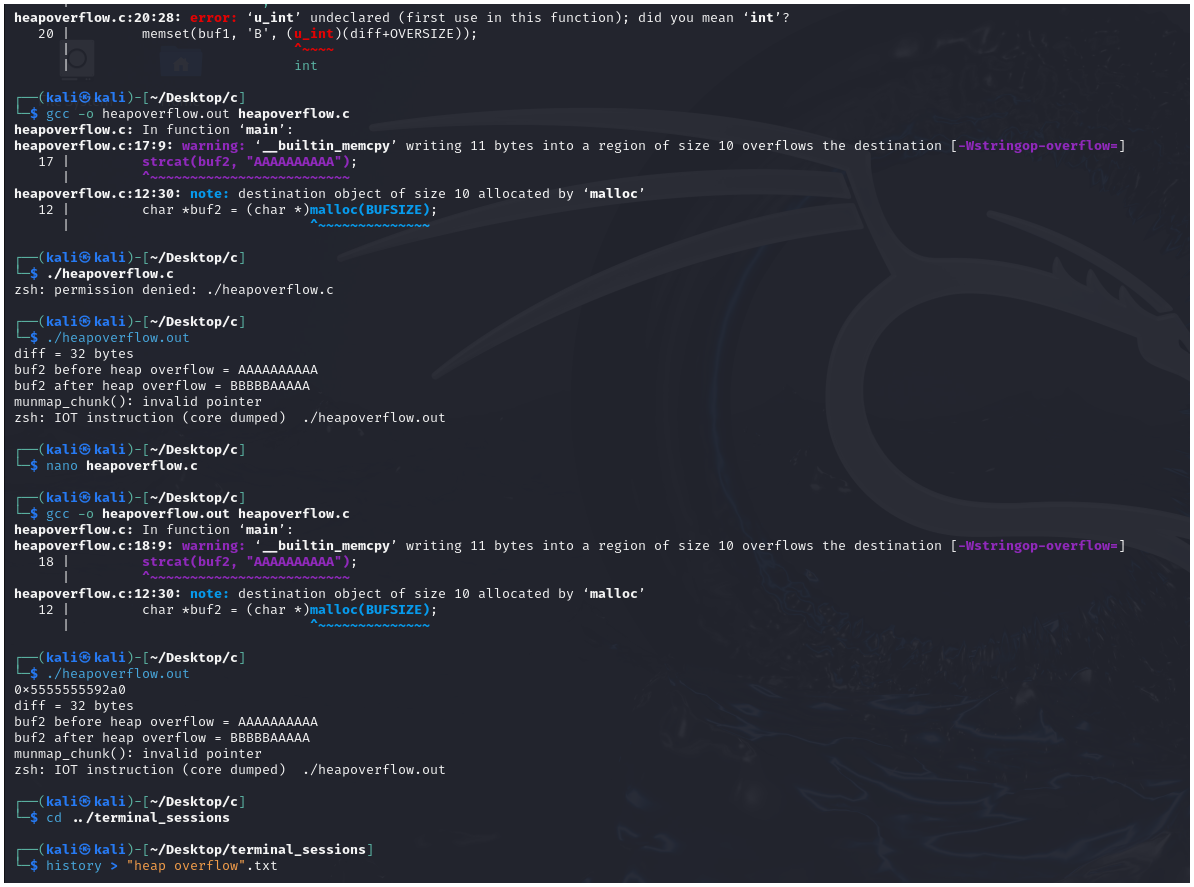 heapoverflow.c:20:28: error: ‘u_int’ undeclared (first use in this function); did you mean ‘int’?
   20 |         memset(buf1, 'B', (u_int)(diff+OVERSIZE));
      |                            ^~~~~
      |                            int
┌──(kali㉿kali)-[~/Desktop/c]
└─$ gcc -o heapoverflow.out heapoverflow.c
heapoverflow.c: In function ‘main’:
heapoverflow.c:17:9: warning: ‘__builtin_memcpy’ writing 11 bytes into a region of size 10 overflows the destination [-Wstringop-overflow=]
   17 |         strcat(buf2, "AAAAAAAAAA");
      |         ^~~~~~~~~~~~~~~~~~~~~~~~~~
heapoverflow.c:12:30: note: destination object of size 10 allocated by ‘malloc’
   12 |         char *buf2 = (char *)malloc(BUFSIZE);
      |                              ^~~~~~~~~~~~~~~
┌──(kali㉿kali)-[~/Desktop/c]
└─$ ./heapoverflow.c
zsh: permission denied: ./heapoverflow.c
┌──(kali㉿kali)-[~/Desktop/c]
└─$ ./heapoverflow.out
diff = 32 bytes
buf2 before heap overflow = AAAAAAAAAA
buf2 after heap overflow = BBBBBAAAAA
munmap_chunk(): invalid pointer
zsh: IOT instruction (core dumped)  ./heapoverflow.out
┌──(kali㉿kali)-[~/Desktop/c]
└─$ nano heapoverflow.c
┌──(kali㉿kali)-[~/Desktop/c]
└─$ gcc -o heapoverflow.out heapoverflow.c
heapoverflow.c: In function ‘main’:
heapoverflow.c:18:9: warning: ‘__builtin_memcpy’ writing 11 bytes into a region of size 10 overflows the destination [-Wstringop-overflow=]
   18 |         strcat(buf2, "AAAAAAAAAA");
      |         ^~~~~~~~~~~~~~~~~~~~~~~~~~
heapoverflow.c:12:30: note: destination object of size 10 allocated by ‘malloc’
   12 |         char *buf2 = (char *)malloc(BUFSIZE);
      |                              ^~~~~~~~~~~~~~~
┌──(kali㉿kali)-[~/Desktop/c]
└─$ ./heapoverflow.out
0×5555555592a0
diff = 32 bytes
buf2 before heap overflow = AAAAAAAAAA
buf2 after heap overflow = BBBBBAAAAA
munmap_chunk(): invalid pointer
zsh: IOT instruction (core dumped)  ./heapoverflow.out
┌──(kali㉿kali)-[~/Desktop/c]
└─$ cd ../terminal_sessions
┌──(kali㉿kali)-[~/Desktop/terminal_sessions]
└─$ history > "heap overflow".txt